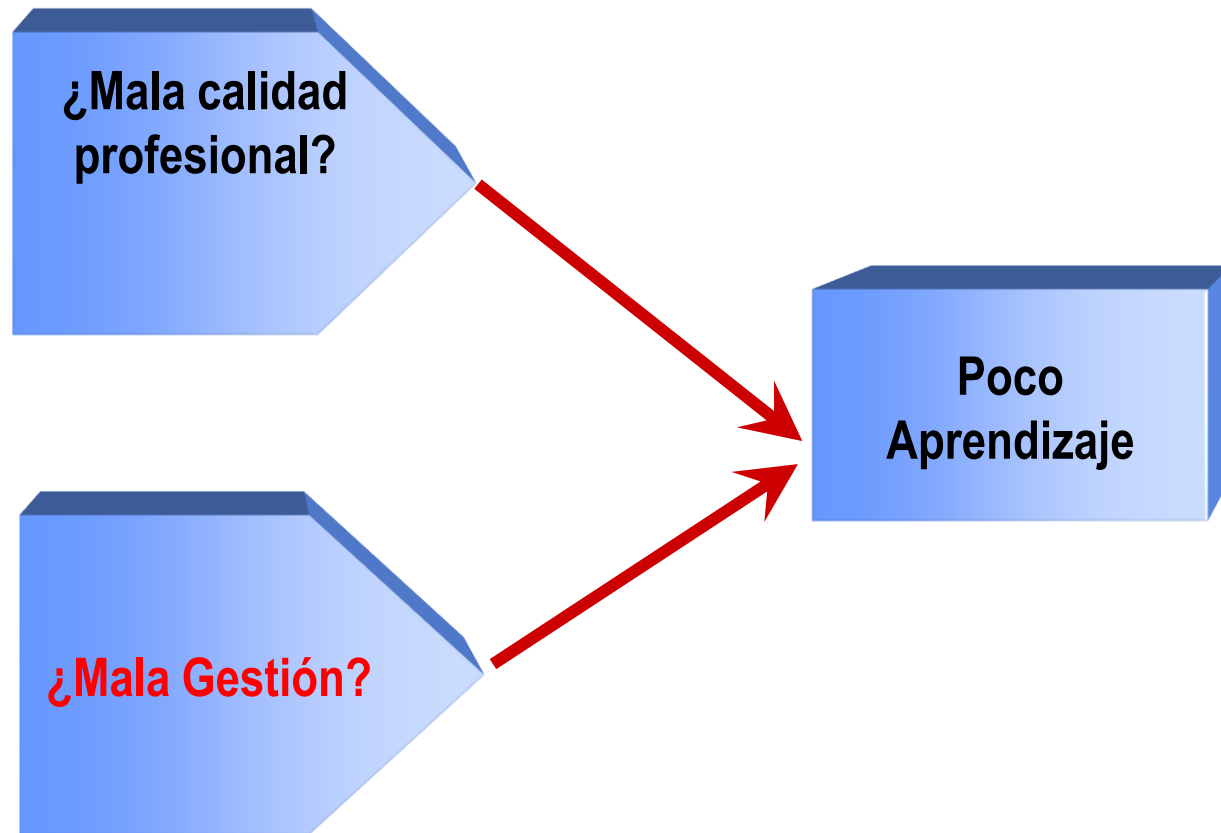 ¿Mala calidad
profesional?
Poco
Aprendizaje
¿Mala Gestión?